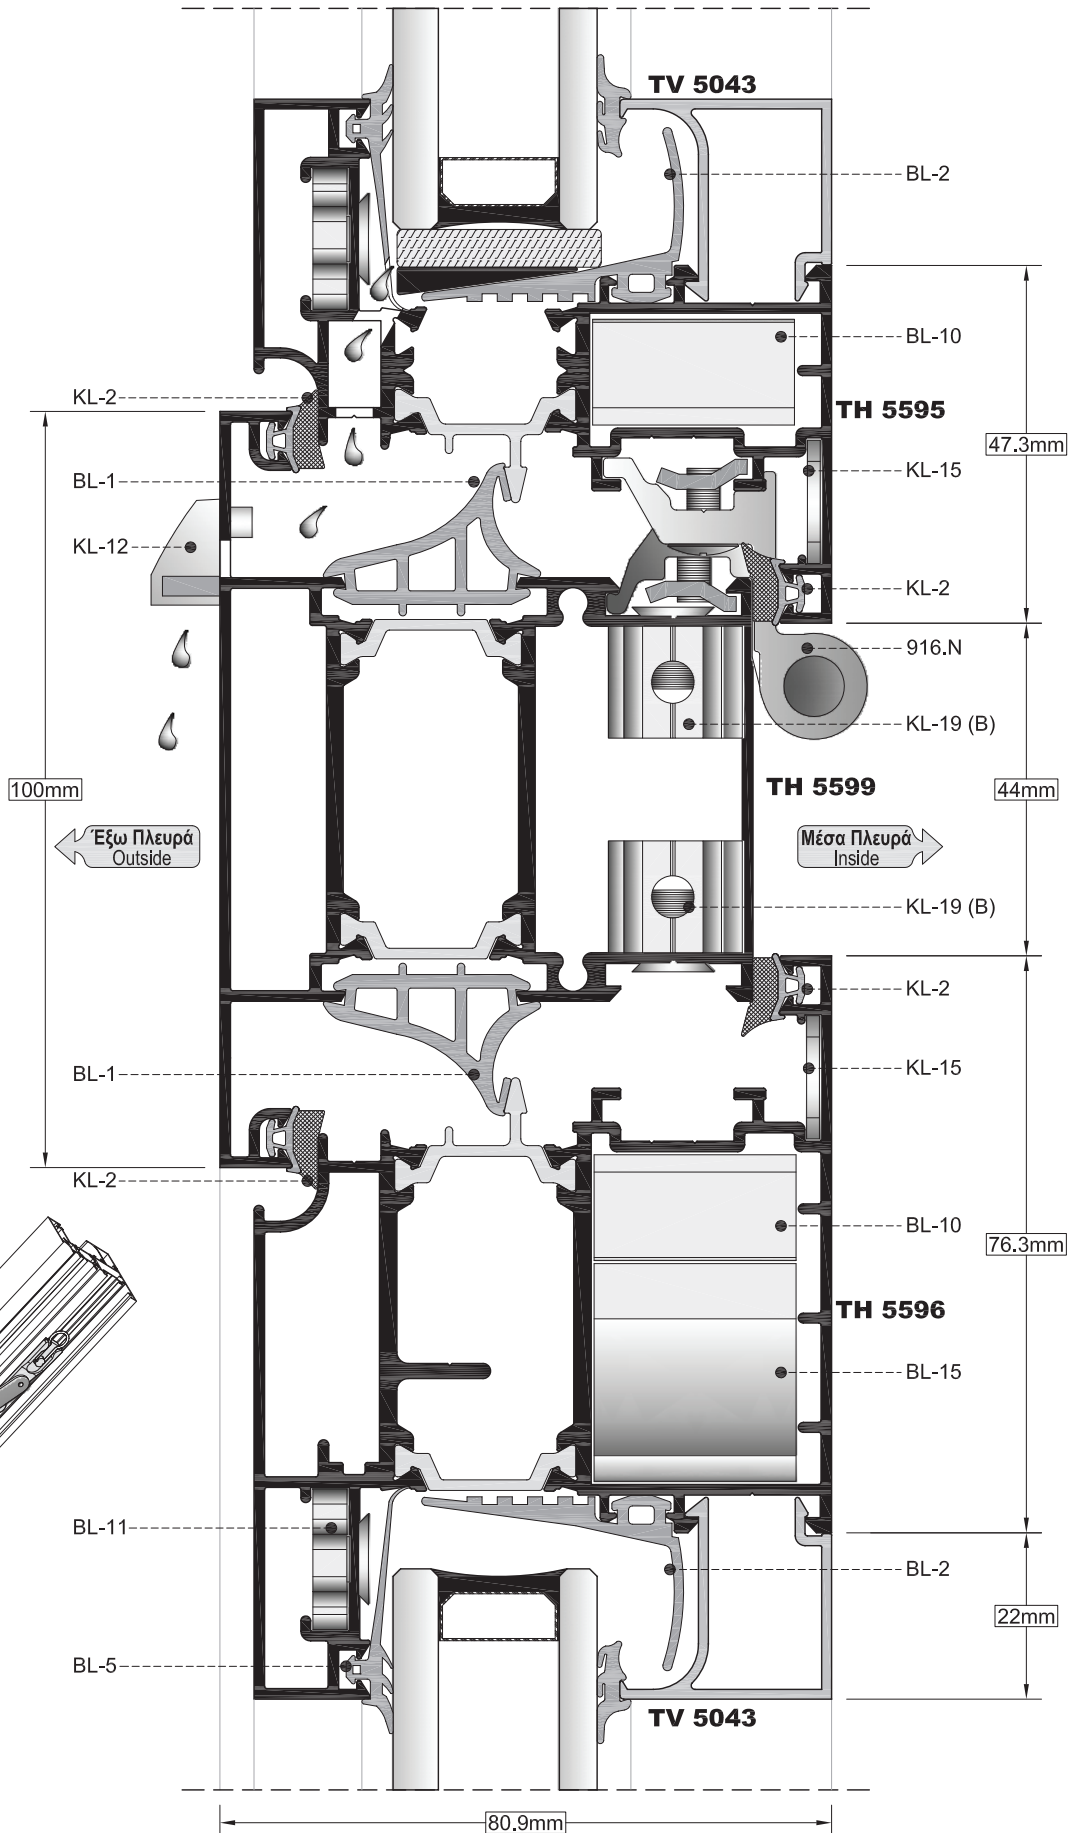 TV 5043
BL-2
BL-10
KL-2
TH 5595
47.3mm
KL-15
BL-1
KL-12
KL-2
916.N
KL-19 (B)
TH 5599
100mm
44mm
Έξω Πλευρά
Outside
Μέσα Πλευρά
Inside
KL-19 (B)
KL-2
KL-15
BL-1
KL-2
BL-10
76.3mm
TH 5596
BL-15
BL-11
BL-2
22mm
BL-5
TV 5043
80.9mm